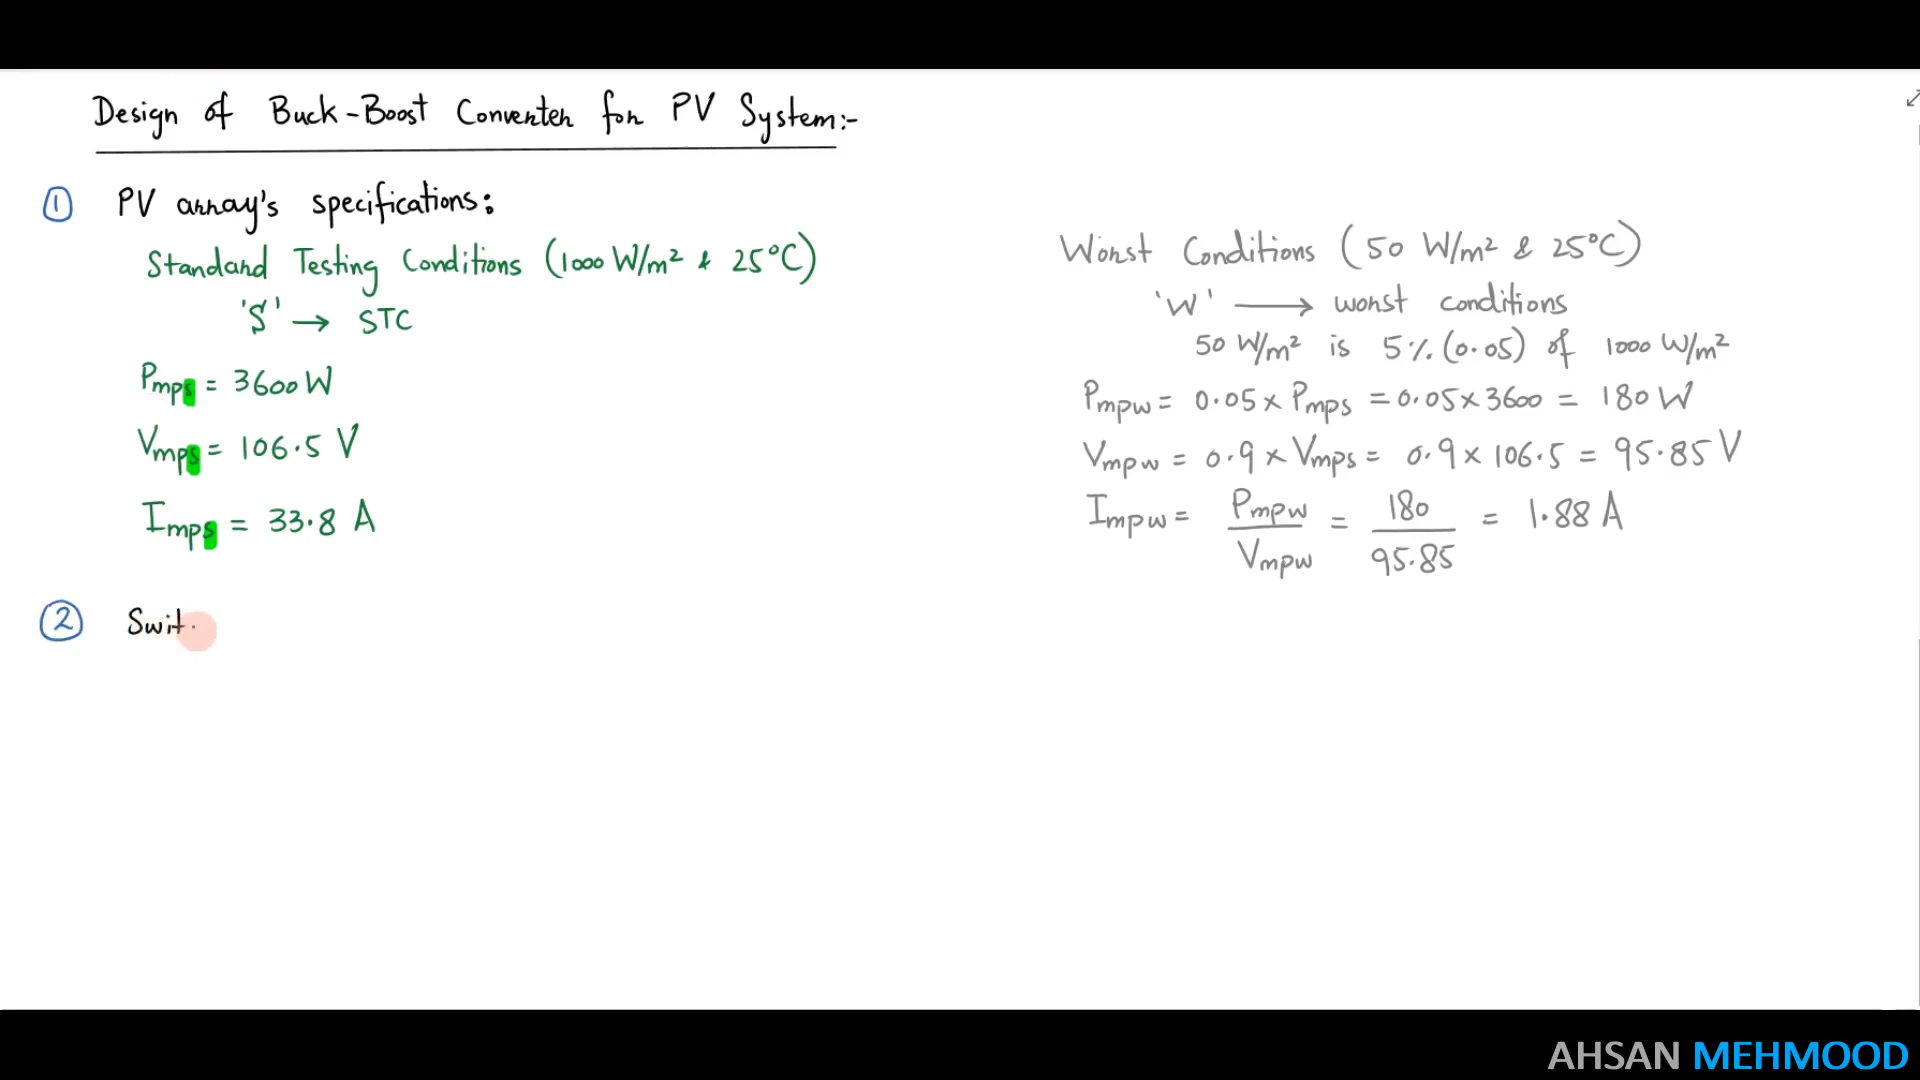 Design of Buck-Boost Converter for PV System:-
① PV array's specifications:
Standard Testing Conditions (1000 W/m² & 25°C)
'S' → STC
Pmps = 3600 W
Vmps = 106.5 V
Imps = 33.8 A
Worst Conditions (50 W/m² & 25°C)
'W' → worst conditions
50 W/m² is 5% (0.05) of 1000 W/m²
Pmpw = 0.05 × Pmps = 0.05 × 3600 = 180 W
Vmpw = 0.9 × Vmps = 0.9 × 106.5 = 95.85 V
Impw = Pmpw / Vmpw = 180 / 95.85 = 1.88 A
② Swit
AHSAN MEHMOOD